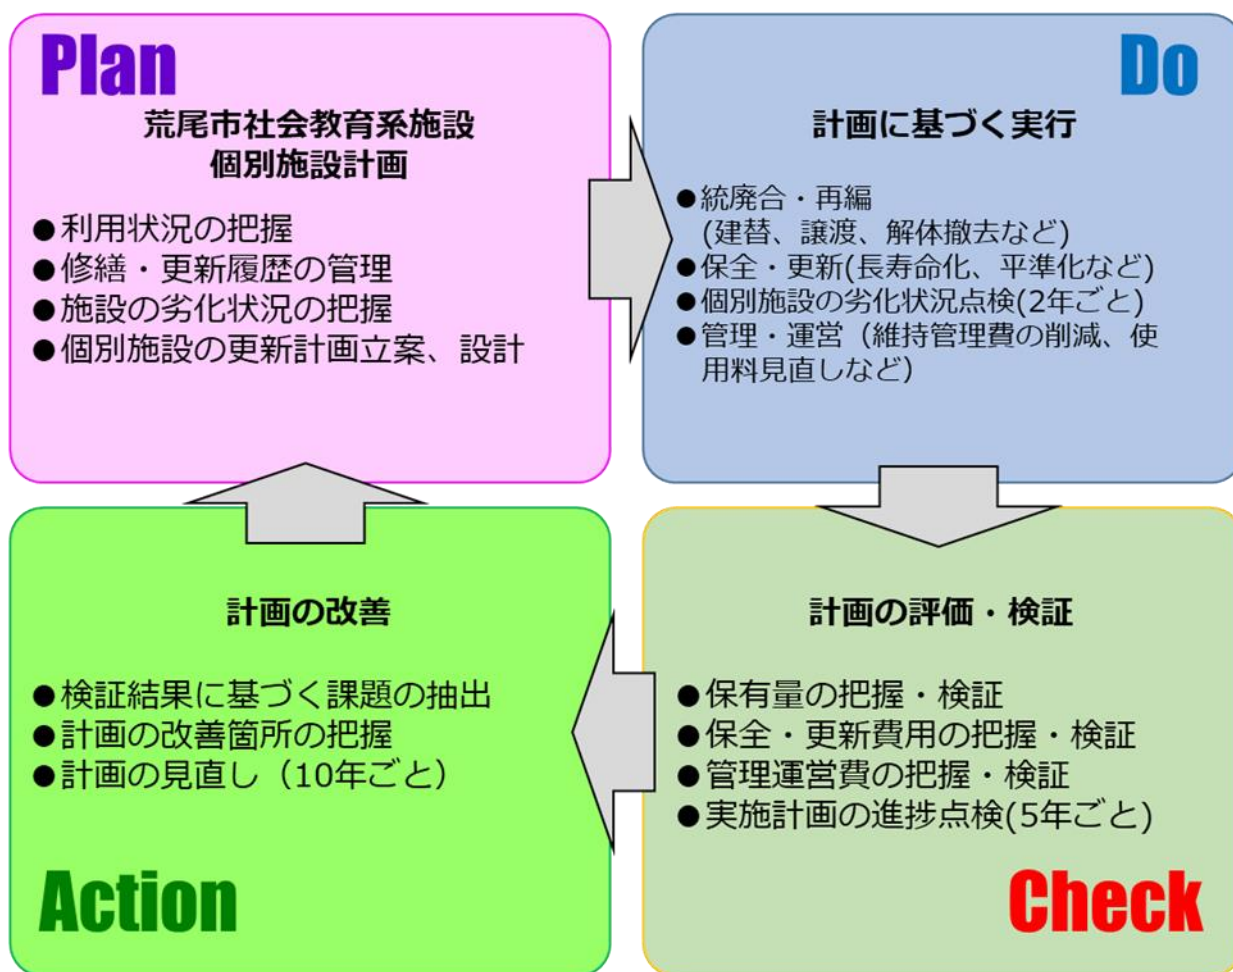 Plan
荒尾市社会教育系施設
個別施設計画
●利用状況の把握
●修繕・更新履歴の管理
●施設の劣化状況の把握
●個別施設の更新計画立案、設計
Do
計画に基づく実行
●統廃合・再編
(建替、譲渡、解体撤去など)
●保全・更新(長寿命化、平準化など)
●個別施設の劣化状況点検(2年ごと)
●管理・運営（維持管理費の削減、使
用料見直しなど）
計画の改善
●検証結果に基づく課題の抽出
●計画の改善箇所の把握
●計画の見直し（10年ごと）
Action
計画の評価・検証
●保有量の把握・検証
●保全・更新費用の把握・検証
●管理運営費の把握・検証
●実施計画の進捗点検(5年ごと)
Check